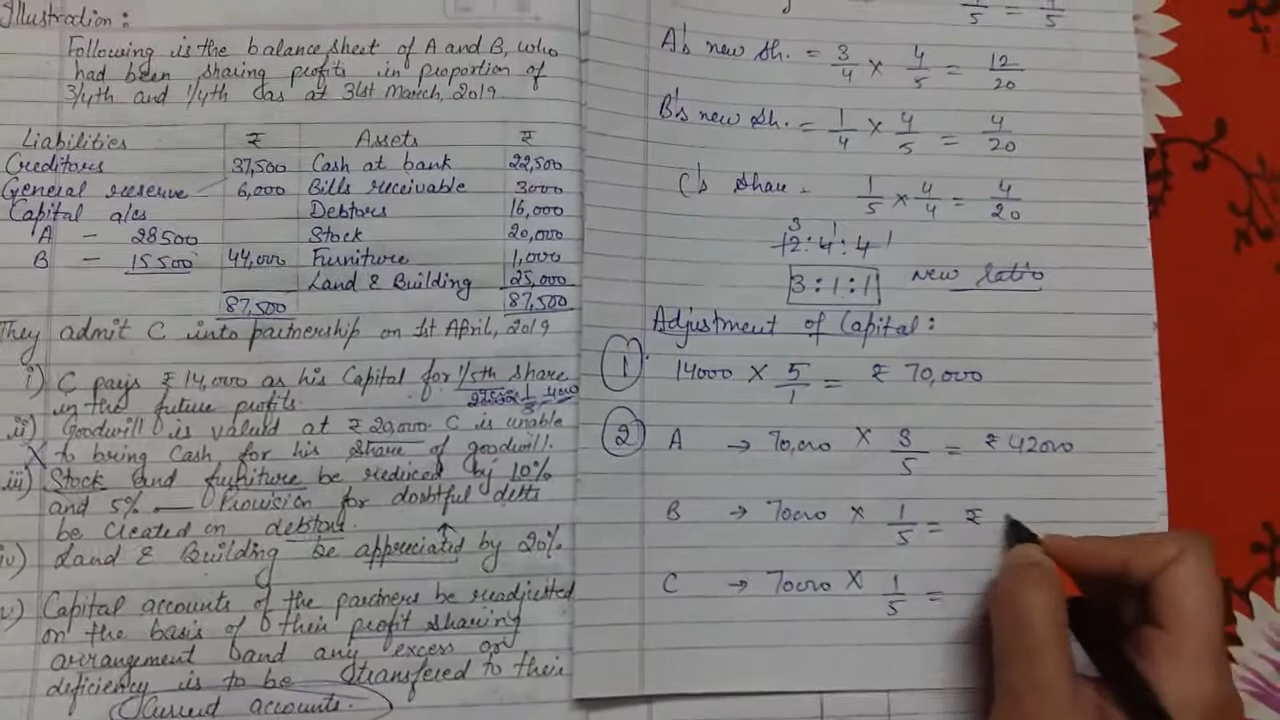 Illustration:
Following is the balance sheet of A and B, who
had been sharing profits in proportion of
3/4th and 1/4th as at 31st March, 2019.
Liabilities ₹ Assets ₹
Creditors 37,500 Cash at bank 22,500
General reserve 6,000 Bills receivable 3000
Capital a/cs Debtors 16,000
A - 28500 Stock 20,000
B - 15500 44,000 Furniture 1,000
Land & Building 25,000
87,500 87,500
They admit C into partnership on 1st April, 2019
i) C pays ₹ 14,000 as his Capital for 1/5th share
in the future profits.
ii) Goodwill is valued at ₹ 20,000. C is unable
X to bring Cash for his share of goodwill.
iii) Stock and furniture be reduced by 10%
and 5% Provision for doubtful debts
be created on debtors.
iv) Land & Building be appreciated by 20%.
v) Capital accounts of the partners be readjusted
on the basis of their profit sharing
arrangement and any excess or
deficiency is to be transfered to their
Current accounts.
1/5 = 4/5
A's new sh. = 3/4 × 4/5 = 12/20
B's new sh. = 1/4 × 4/5 = 4/20
C's share = 1/5 × 4/4 = 4/20
3 1 1
12:4:4
3:1:1 new ratio
Adjustment of Capital:
1 14000 × 5/1 = ₹ 70,000
2 A → 70,000 × 3/5 = ₹ 42000
B → 70000 × 1/5 = ₹
C → 70000 × 1/5 =